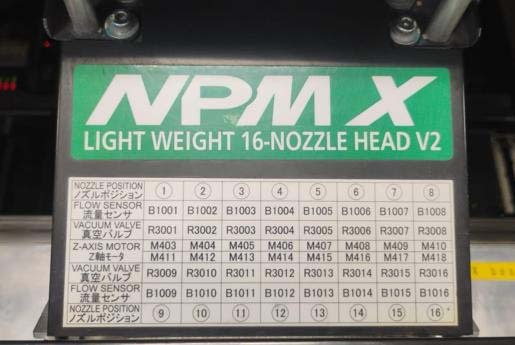 NPM X
LIGHT WEIGHT 16-NOZZLE HEAD V2
NOZZLE POSITION ① ② ③ ④ ⑤ ⑥ ⑦ ⑧
ノズルポジション
FLOW SENSOR B1001 B1002 B1003 B1004 B1005 B1006 B1007 B1008
流量センサ
VACUUM VALVE R3001 R3002 R3003 R3004 R3005 R3006 R3007 R3008
真空バルブ
Z-AXIS MOTOR M403 M404 M405 M406 M407 M408 M409 M410
Z軸モータ M411 M412 M413 M414 M415 M416 M417 M418
VACUUM VALVE R3009 R3010 R3011 R3012 R3013 R3014 R3015 R3016
真空バルブ
FLOW SENSOR B1009 B1010 B1011 B1012 B1013 B1014 B1015 B1016
流量センサ
NOZZLE POSITION ⑨ ⑩ ⑪ ⑫ ⑬ ⑭ ⑮ ⑯
ノズルポジション